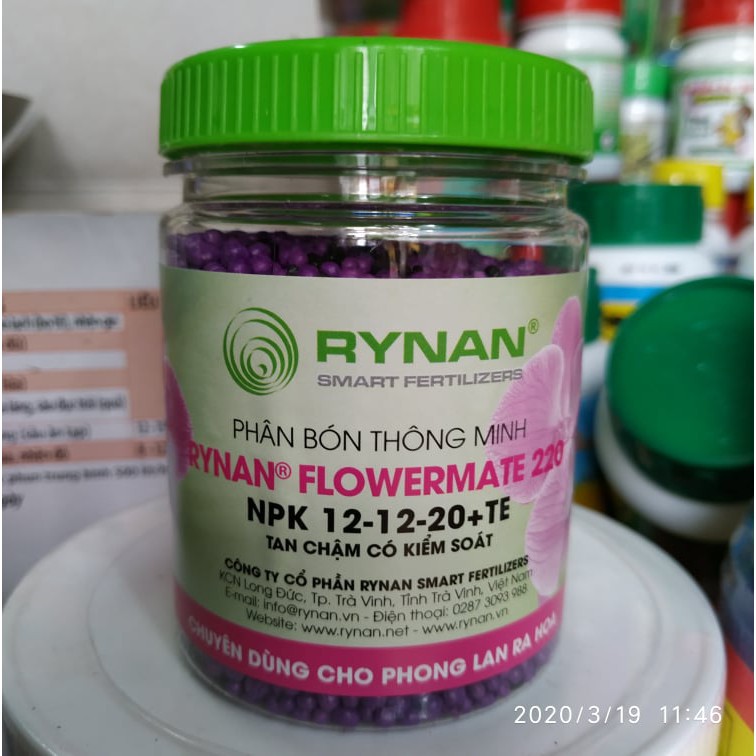 RYNAN®
SMART FERTILIZERS
PHÂN BÓN THÔNG MINH
RYNAN® FLOWERMATE 220
NPK 12-12-20+TE
TAN CHẬM CÓ KIỂM SOÁT
CÔNG TY CỔ PHẦN RYNAN SMART FERTILIZERS
KCN Long Đức, Tp. Trà Vinh, Tỉnh Trà Vinh, Việt Nam
E-mail: info@rynan.vn - Điện thoại: 0287 3093 988
Website: www.rynan.net - www.rynan.vn
CHUYÊN DÙNG CHO PHONG LAN RA HOA
2020/3/19 11:46